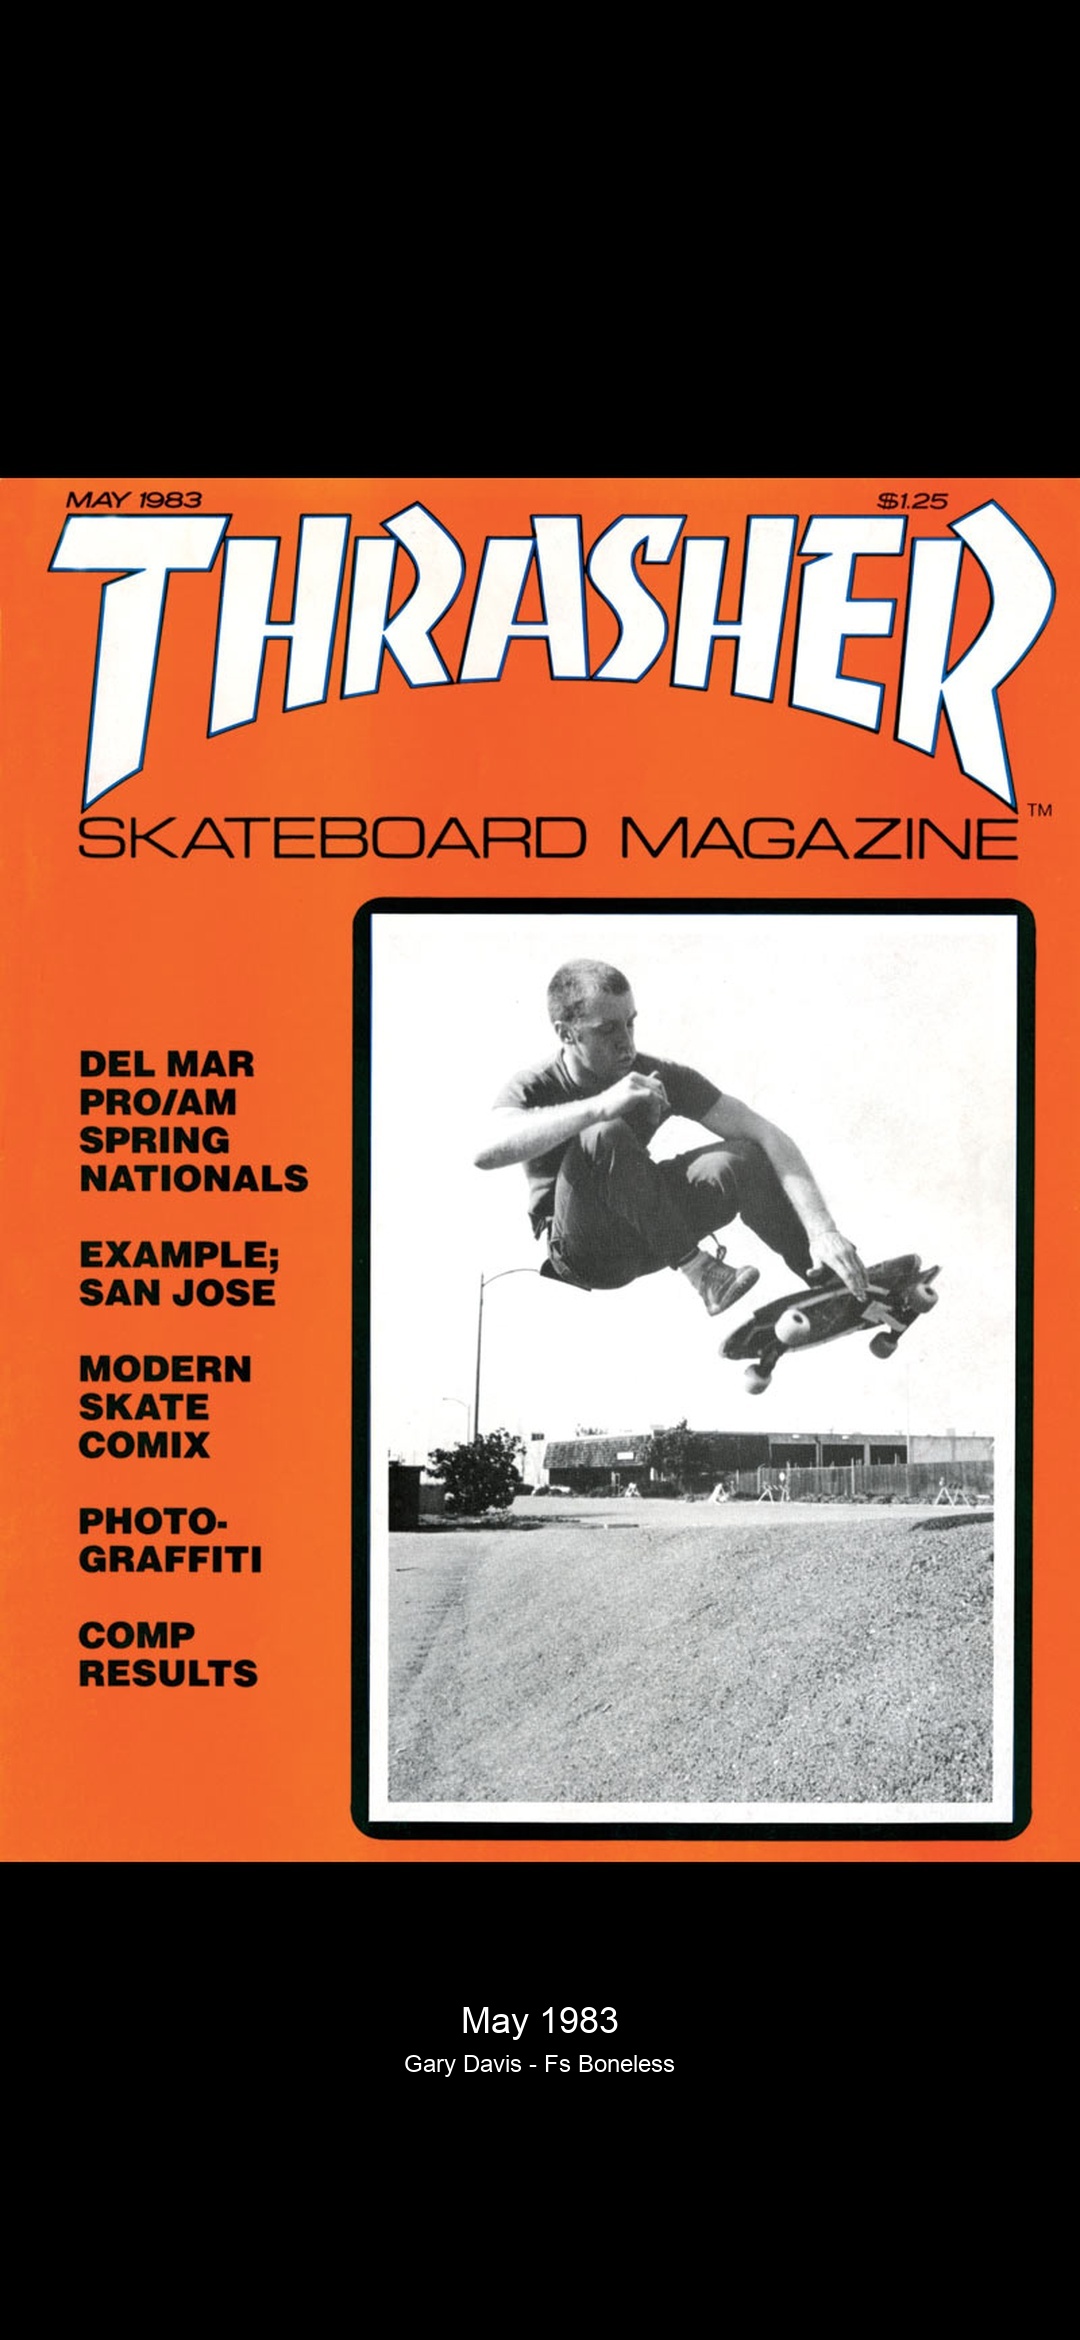 MAY 1983
$1.25
THRASHER
TM
SKATEBOARD MAGAZINE
DEL MAR
PRO/AM
SPRING
NATIONALS
EXAMPLE;
SAN JOSE
MODERN
SKATE
COMIX
PHOTO-
GRAFFITI
COMP
RESULTS
May 1983
Gary Davis - Fs Boneless